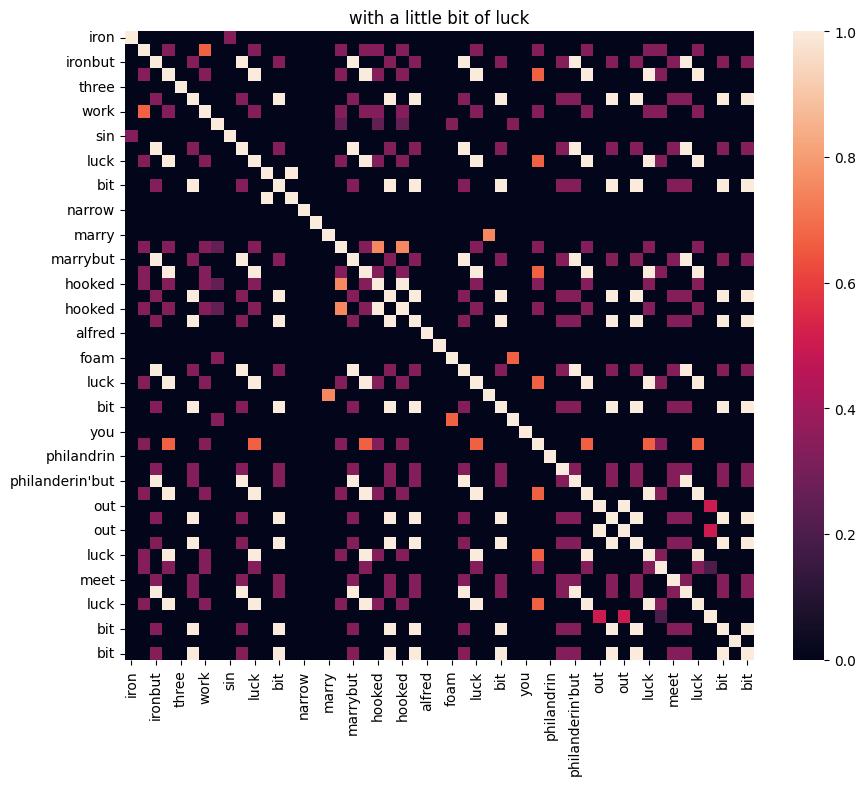 with a little bit of luck
iron
ironbut
three
work
sin
luck
bit
narrow
marry
marrybut
hooked
hooked
alfred
foam
luck
bit
you
philandrin
philanderin'but
out
out
luck
meet
luck
bit
bit
1.0
0.8
0.6
0.4
0.2
0.0
iron
ironbut
three
work
sin
luck
bit
narrow
marry
marrybut
hooked
hooked
alfred
foam
luck
bit
you
philandrin
philanderin'but
out
out
luck
meet
luck
bit
bit